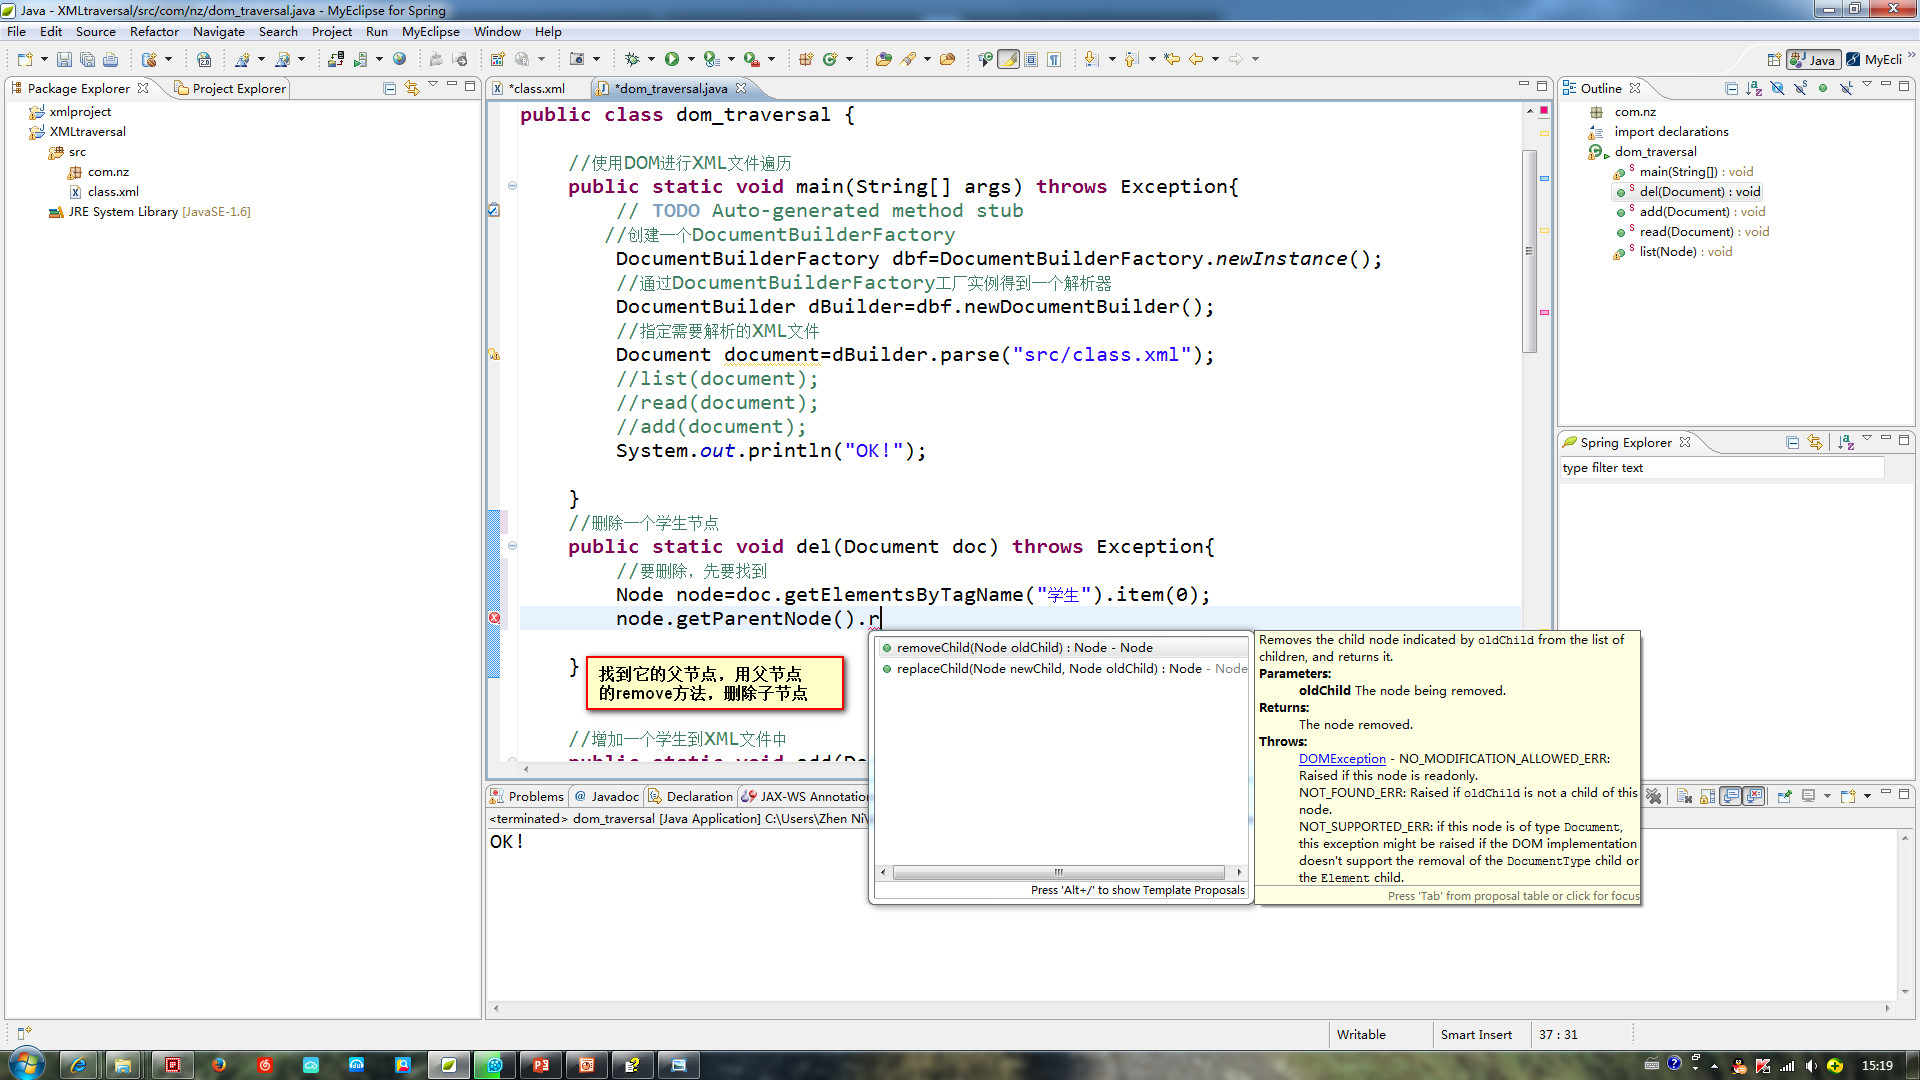 Java - XMLtraversal/src/com/nz/dom_traversal.java - MyEclipse for Spring
File Edit Source Refactor Navigate Search Project Run MyEclipse Window Help
Java MyEcli
Package Explorer Project Explorer
xmlproject
XMLtraversal
src
com.nz
class.xml
JRE System Library [JavaSE-1.6]
*class.xml *dom_traversal.java
public class dom_traversal {
//使用DOM进行XML文件遍历
public static void main(String[] args) throws Exception{
// TODO Auto-generated method stub
//创建一个DocumentBuilderFactory
DocumentBuilderFactory dbf=DocumentBuilderFactory.newInstance();
//通过DocumentBuilderFactory工厂实例得到一个解析器
DocumentBuilder dBuilder=dbf.newDocumentBuilder();
//指定需要解析的XML文件
Document document=dBuilder.parse("src/class.xml");
//list(document);
//read(document);
//add(document);
System.out.println("OK!");
}
//删除一个学生节点
public static void del(Document doc) throws Exception{
//要删除，先要找到
Node node=doc.getElementsByTagName("学生").item(0);
node.getParentNode().r
}
找到它的父节点，用父节点
的remove方法，删除子节点
//增加一个学生到XML文件中
public static void add(Do
removeChild(Node oldChild) : Node - Node
replaceChild(Node newChild, Node oldChild) : Node - Node
Press 'Alt+/' to show Template Proposals
Removes the child node indicated by oldChild from the list of
children, and returns it.
Parameters:
oldChild The node being removed.
Returns:
The node removed.
Throws:
DOMException - NO_MODIFICATION_ALLOWED_ERR:
Raised if this node is readonly.
NOT_FOUND_ERR: Raised if oldChild is not a child of this
node.
NOT_SUPPORTED_ERR: if this node is of type Document,
this exception might be raised if the DOM implementation
doesn't support the removal of the DocumentType child or
the Element child.
Press 'Tab' from proposal table or click for focus
Outline
com.nz
import declarations
dom_traversal
main(String[]) : void
del(Document) : void
add(Document) : void
read(Document) : void
list(Node) : void
Spring Explorer
type filter text
Problems Javadoc Declaration JAX-WS Annotation
<terminated> dom_traversal [Java Application] C:\Users\Zhen Ni\
OK!
Writable Smart Insert 37 : 31
15:19